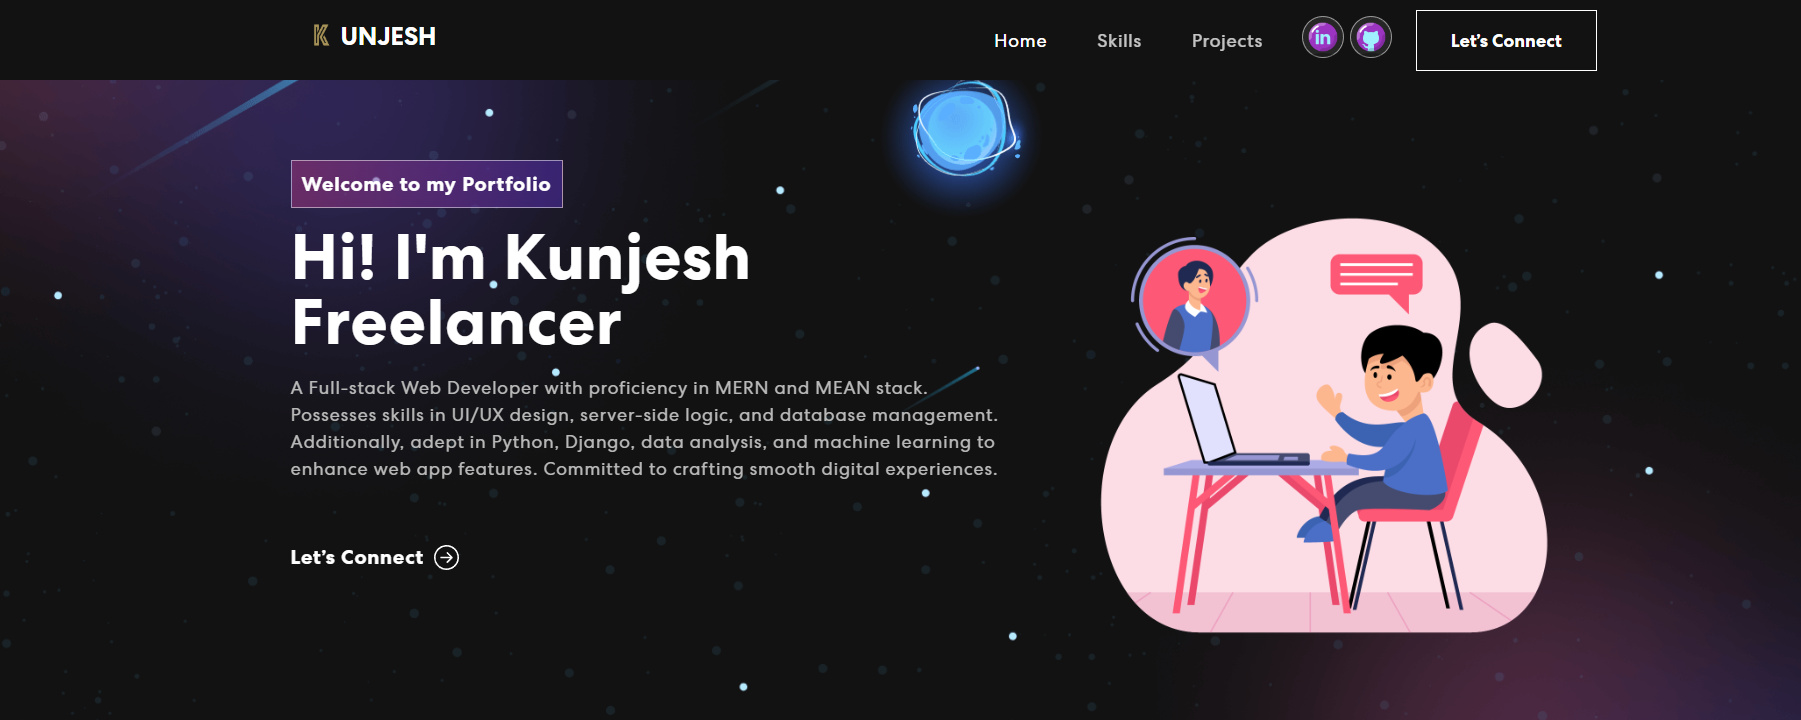 K UNJESH
Home Skills Projects in Let's Connect
Welcome to my Portfolio
Hi! I'm Kunjesh
Freelancer
A Full-stack Web Developer with proficiency in MERN and MEAN stack.
Possesses skills in UI/UX design, server-side logic, and database management.
Additionally, adept in Python, Django, data analysis, and machine learning to
enhance web app features. Committed to crafting smooth digital experiences.
Let’s Connect